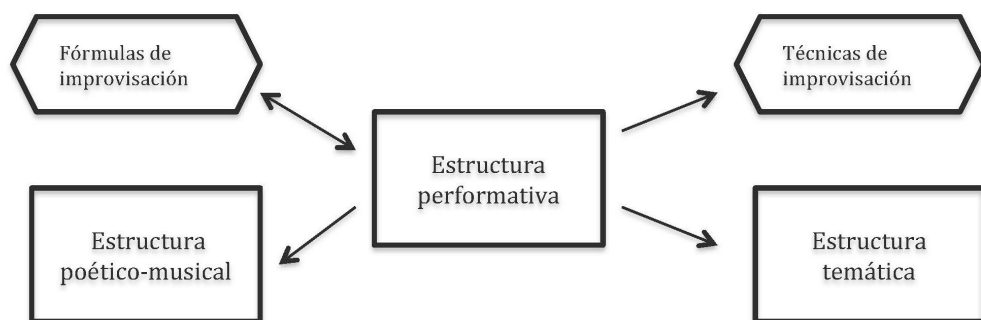 Fórmulas de
improvisación
Técnicas de
improvisación
Estructura
performativa
Estructura
poético-musical
Estructura
temática